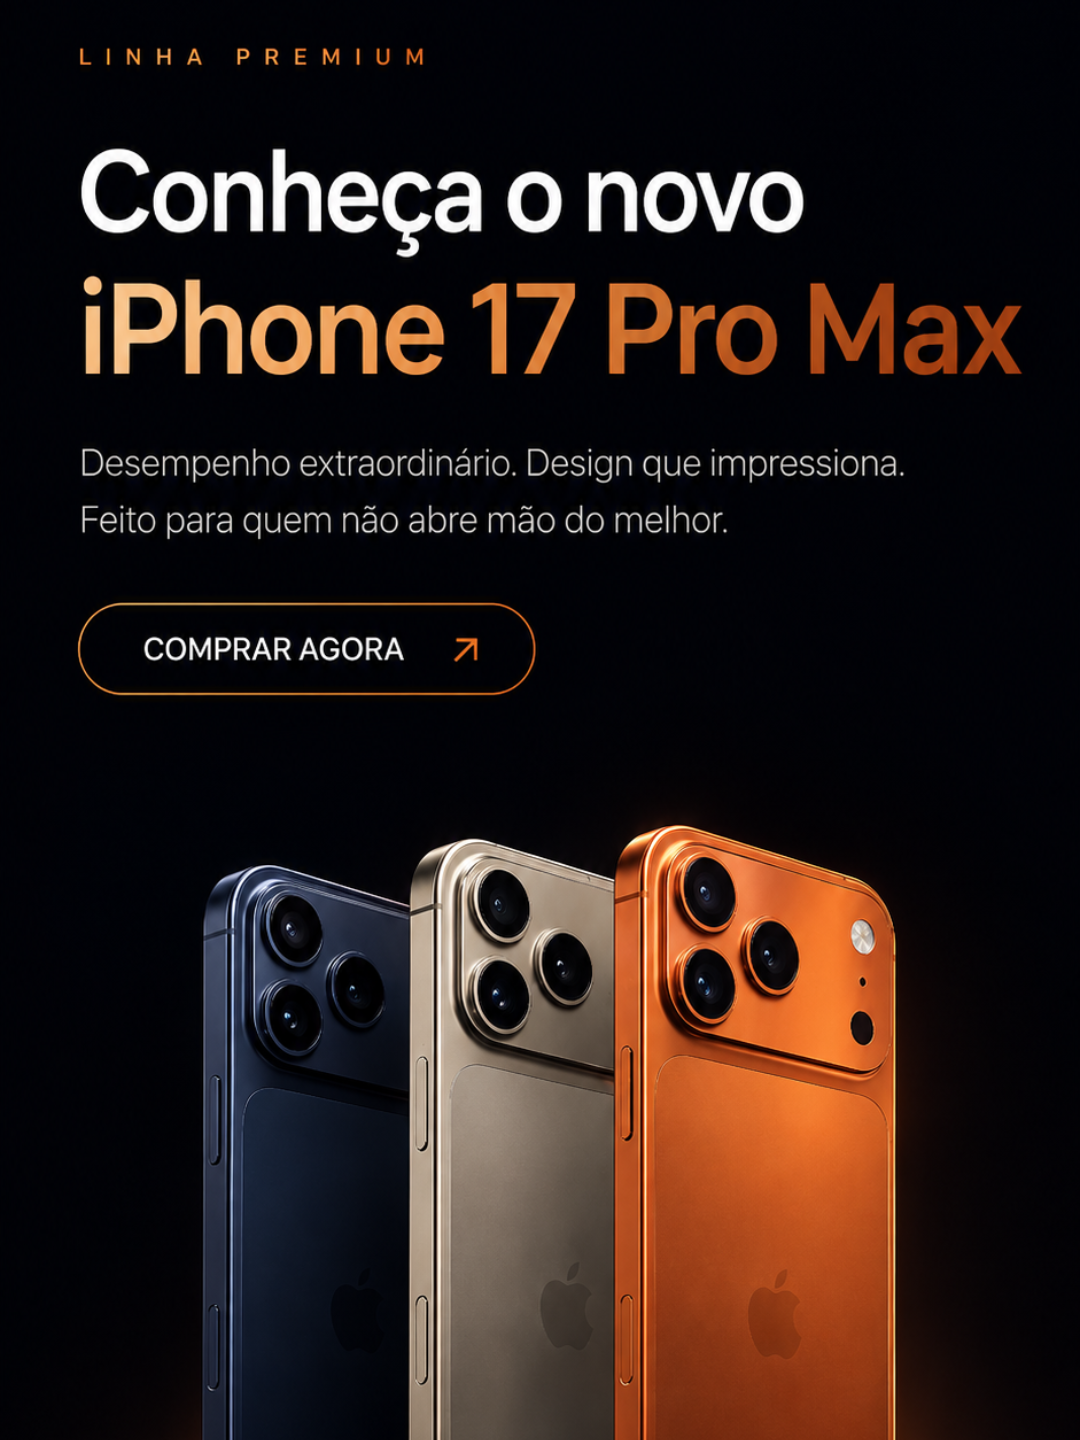 LINHA PREMIUM
Conheça o novo
iPhone 17 Pro Max
Desempenho extraordinário. Design que impressiona.
Feito para quem não abre mão do melhor.
COMPRAR AGORA